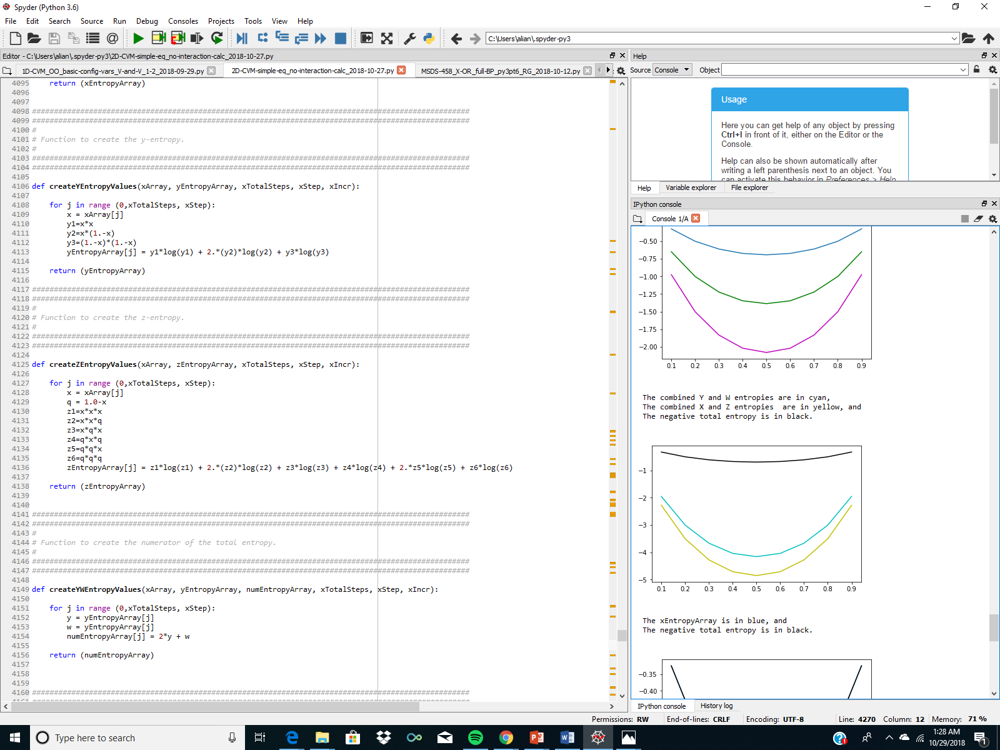 Spyder (Python 3.6)
File Edit Search Source Run Debug Consoles Projects Tools View Help
C:\Users\alian\.spyder-py3
Editor - C:\Users\alian\.spyder-py3\2D-CVM-simple-eq_no-interaction-calc_2018-10-27.py
1D-CVM_OO_basic-config-vars_V-and-V_1-2_2018-09-29.py 2D-CVM-simple-eq_no-interaction-calc_2018-10-27.py MSDS-458_X-OR_full-BP_py3pt6_RG_2018-10-12.py
4095 return (xEntropyArray)
4096
4097
4098 ####################################################################################################
4099 ####################################################################################################
4100 #
4101 # Function to create the y-entropy.
4102 #
4103 ####################################################################################################
4104 ####################################################################################################
4105
4106 def createYEntropyValues(xArray, yEntropyArray, xTotalSteps, xStep, xIncr):
4107
4108 for j in range (0,xTotalSteps, xStep):
4109 x = xArray[j]
4110 y1=x*x
4111 y2=x*(1.-x)
4112 y3=(1.-x)*(1.-x)
4113 yEntropyArray[j] = y1*log(y1) + 2.*(y2)*log(y2) + y3*log(y3)
4114
4115 return (yEntropyArray)
4116
4117 ####################################################################################################
4118 ####################################################################################################
4119 #
4120 # Function to create the z-entropy.
4121 #
4122 ####################################################################################################
4123 ####################################################################################################
4124
4125 def createZEntropyValues(xArray, zEntropyArray, xTotalSteps, xStep, xIncr):
4126
4127 for j in range (0,xTotalSteps, xStep):
4128 x = xArray[j]
4129 q = 1.0-x
4130 z1=x*x*x
4131 z2=x*x*q
4132 z3=x*q*x
4133 z4=q*x*q
4134 z5=q*q*x
4135 z6=q*q*q
4136 zEntropyArray[j] = z1*log(z1) + 2.*(z2)*log(z2) + z3*log(z3) + z4*log(z4) + 2.*z5*log(z5) + z6*log(z6)
4137
4138 return (zEntropyArray)
4139
4140
4141 ####################################################################################################
4142 ####################################################################################################
4143 #
4144 # Function to create the numerator of the total entropy.
4145 #
4146 ####################################################################################################
4147 ####################################################################################################
4148
4149 def createYWEntropyValues(xArray, yEntropyArray, numEntropyArray, xTotalSteps, xStep, xIncr):
4150
4151 for j in range (0,xTotalSteps, xStep):
4152 y = yEntropyArray[j]
4153 w = yEntropyArray[j]
4154 numEntropyArray[j] = 2*y + w
4155
4156 return (numEntropyArray)
4157
4158
4159
4160 ####################################################################################################
Help
Source Console Object
Usage
Here you can get help of any object by pressing
Ctrl+I in front of it, either on the Editor or the
Console.
Help can also be shown automatically after
writing a left parenthesis next to an object. You
can activate this behavior in Preferences > Help.
Help Variable explorer File explorer
IPython console
Console 1/A
−0.50
−0.75
−1.00
−1.25
−1.50
−1.75
−2.00
0.1 0.2 0.3 0.4 0.5 0.6 0.7 0.8 0.9
The combined Y and W entropies are in cyan,
The combined X and Z entropies are in yellow, and
The negative total entropy is in black.
−1
−2
−3
−4
−5
0.1 0.2 0.3 0.4 0.5 0.6 0.7 0.8 0.9
The xEntropyArray is in blue, and
The negative total entropy is in black.
−0.35
−0.40
IPython console History log
Permissions: RW End-of-lines: CRLF Encoding: UTF-8 Line: 4270 Column: 12 Memory: 71 %
Type here to search
1:28 AM
10/29/2018
1